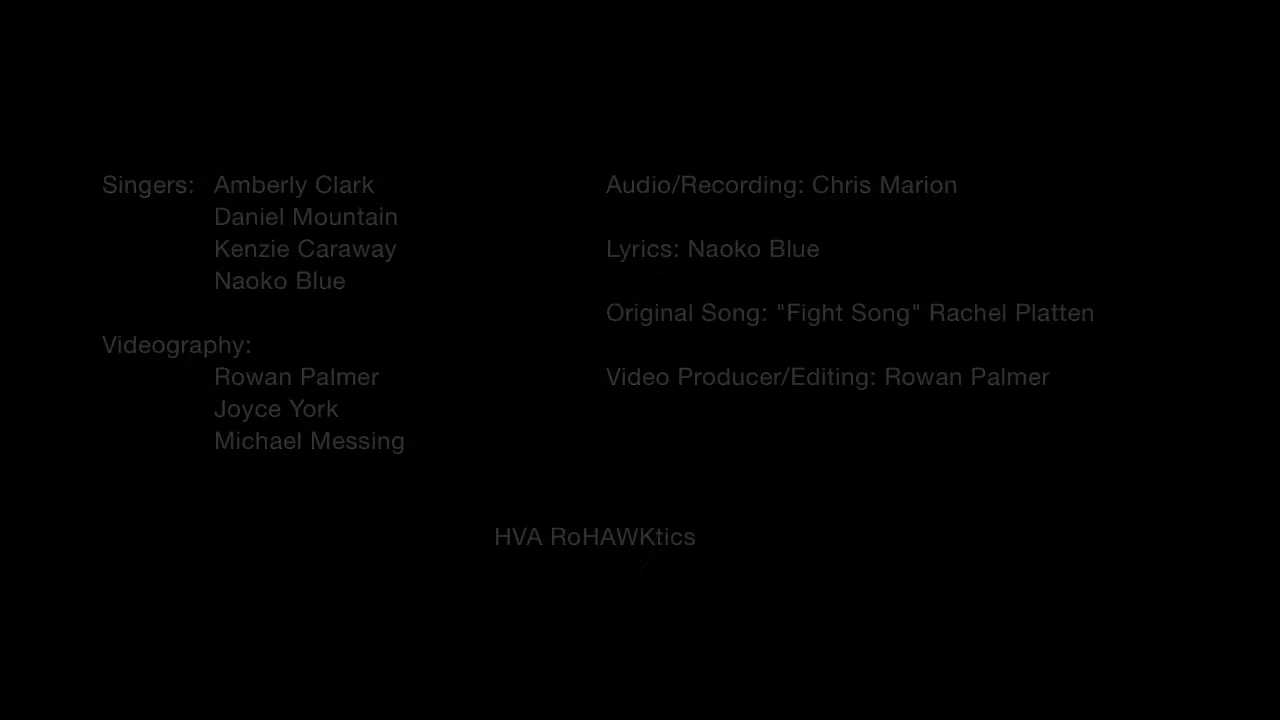 Singers: Amberly Clark
Daniel Mountain
Kenzie Caraway
Naoko Blue
Videography:
Rowan Palmer
Joyce York
Michael Messing
Audio/Recording: Chris Marion
Lyrics: Naoko Blue
Original Song: "Fight Song" Rachel Platten
Video Producer/Editing: Rowan Palmer
HVA RoHAWKtics